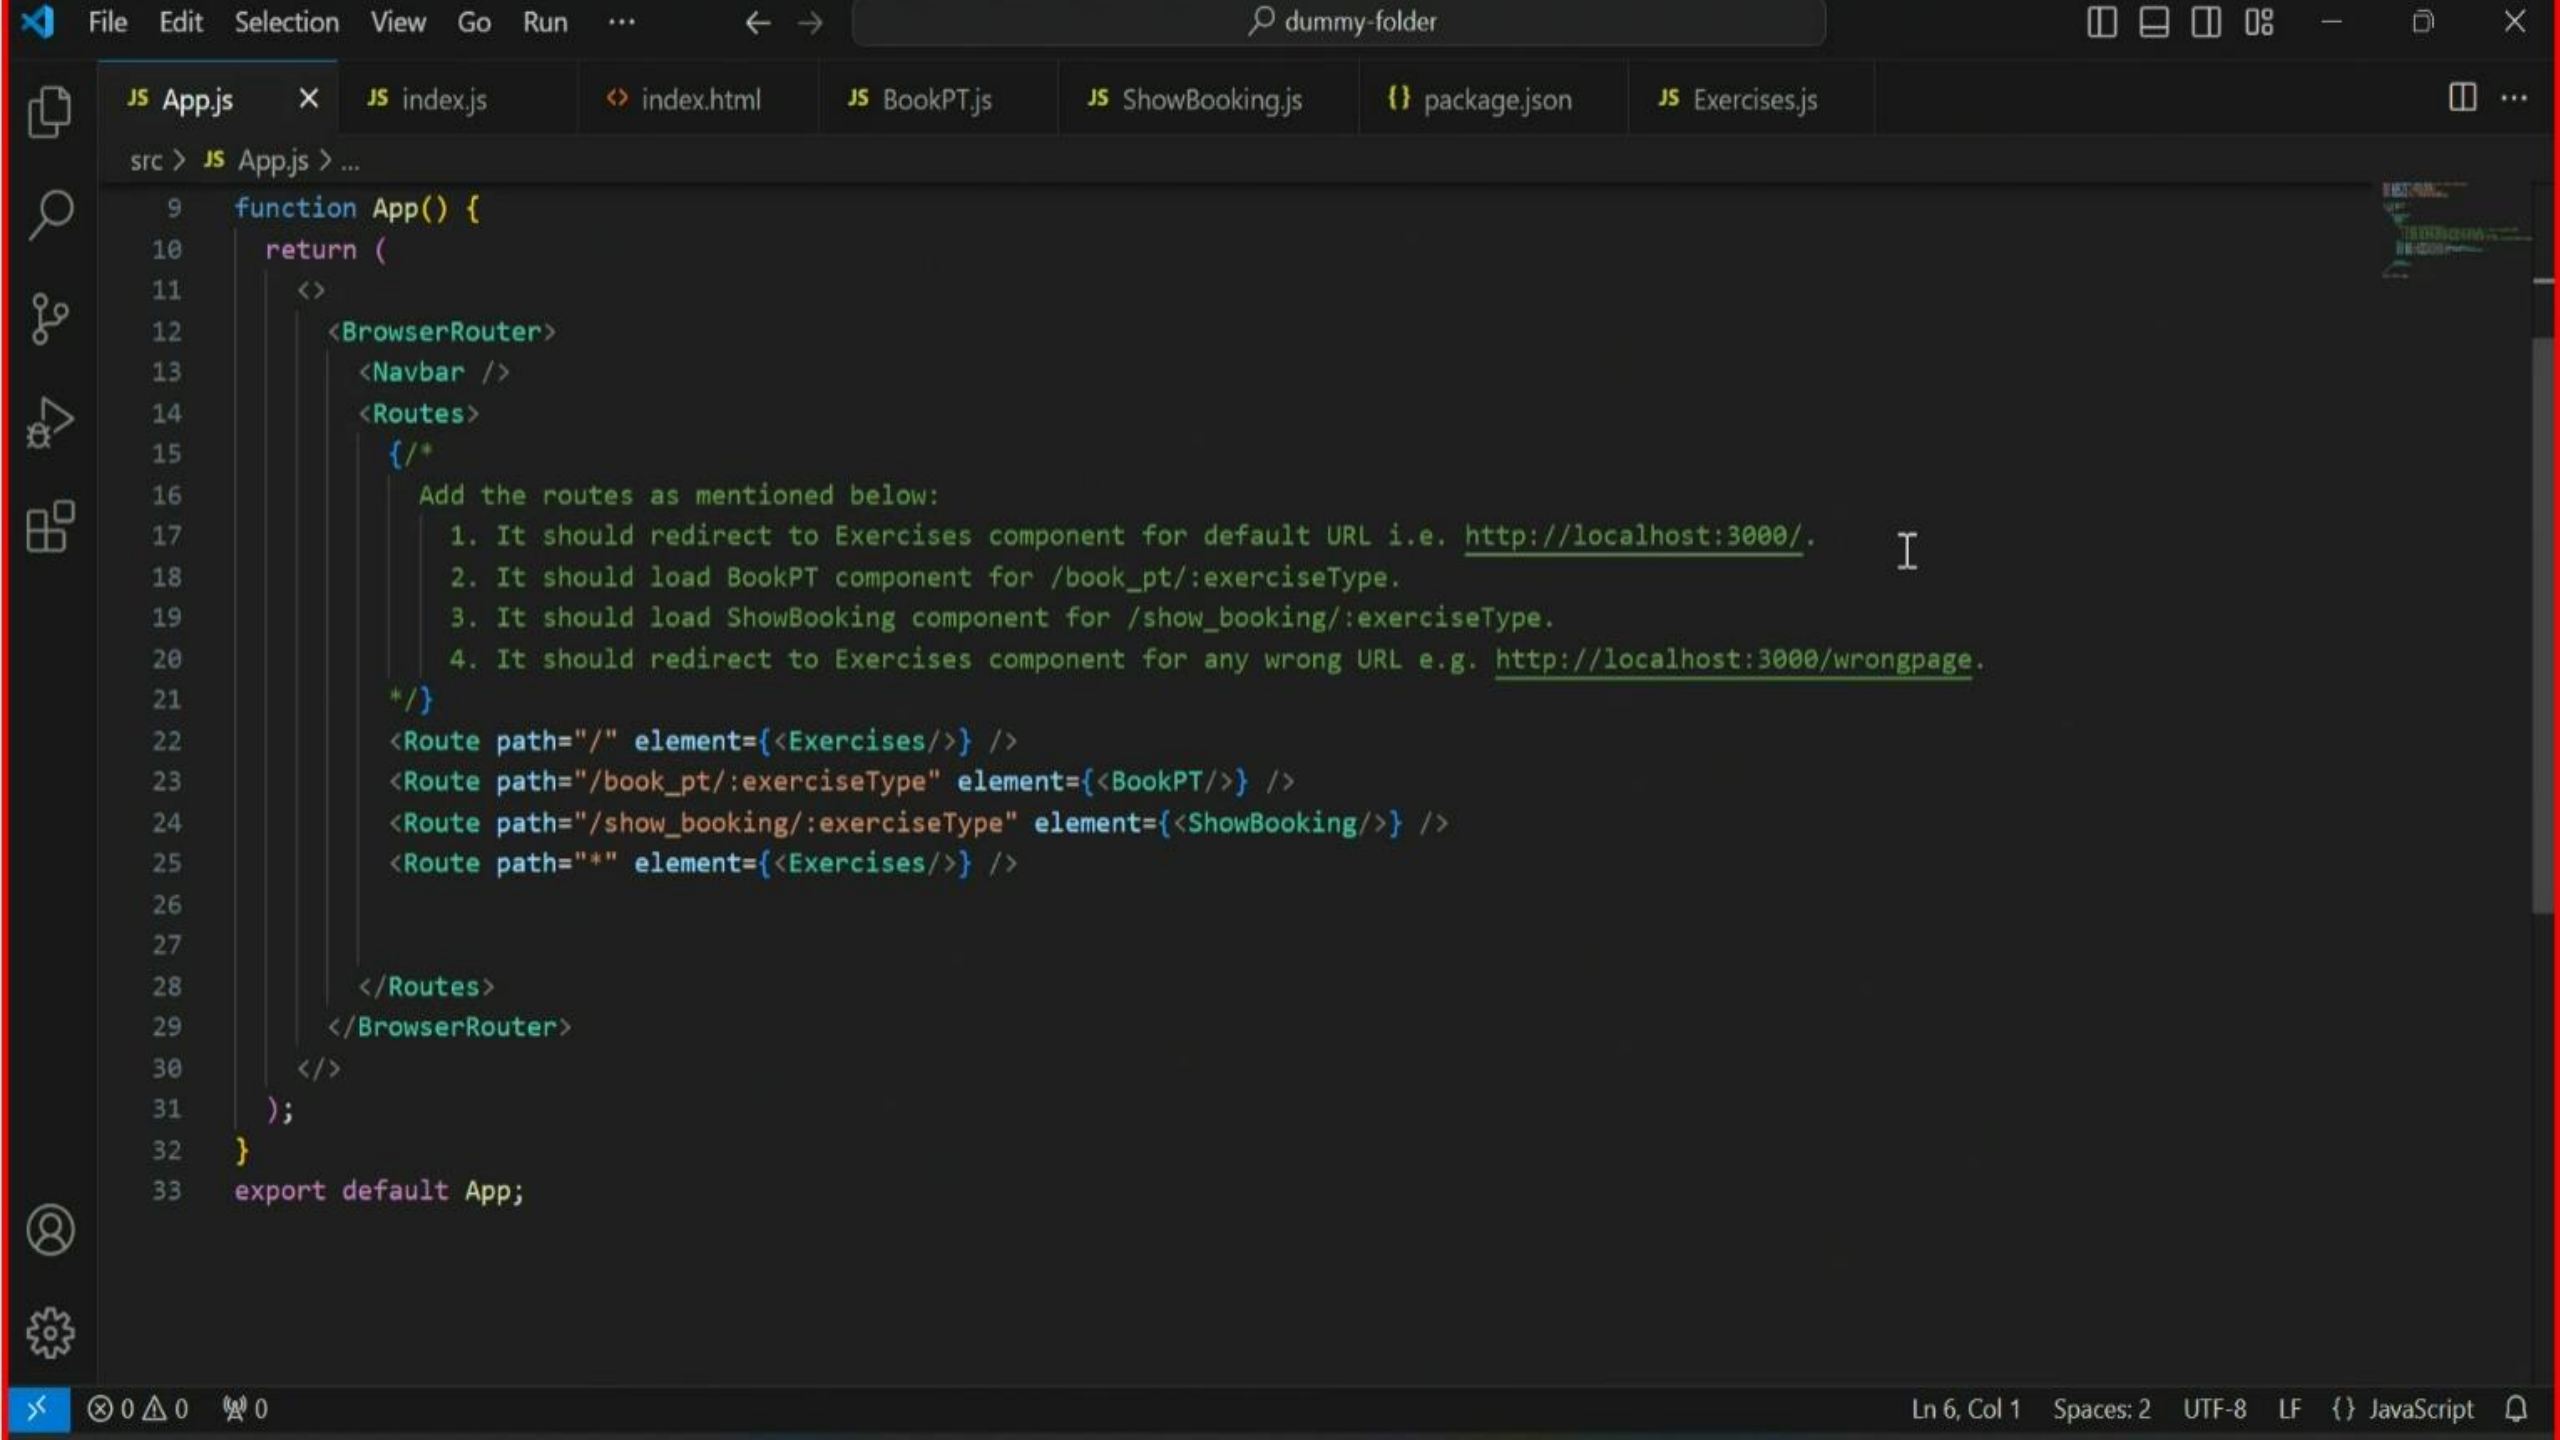 File Edit Selection View Go Run ··· dummy-folder
JS App.js JS index.js <> index.html JS BookPT.js JS ShowBooking.js {} package.json JS Exercises.js
src > JS App.js > ...
9 function App() {
10 return (
11 <>
12 <BrowserRouter>
13 <Navbar />
14 <Routes>
15 {/*
16 Add the routes as mentioned below:
17 1. It should redirect to Exercises component for default URL i.e. http://localhost:3000/.
18 2. It should load BookPT component for /book_pt/:exerciseType.
19 3. It should load ShowBooking component for /show_booking/:exerciseType.
20 4. It should redirect to Exercises component for any wrong URL e.g. http://localhost:3000/wrongpage.
21 */}
22 <Route path="/" element={<Exercises/>} />
23 <Route path="/book_pt/:exerciseType" element={<BookPT/>} />
24 <Route path="/show_booking/:exerciseType" element={<ShowBooking/>} />
25 <Route path="*" element={<Exercises/>} />
26
27
28 </Routes>
29 </BrowserRouter>
30 </>
31 );
32 }
33 export default App;
0 0 0 Ln 6, Col 1 Spaces: 2 UTF-8 LF {} JavaScript